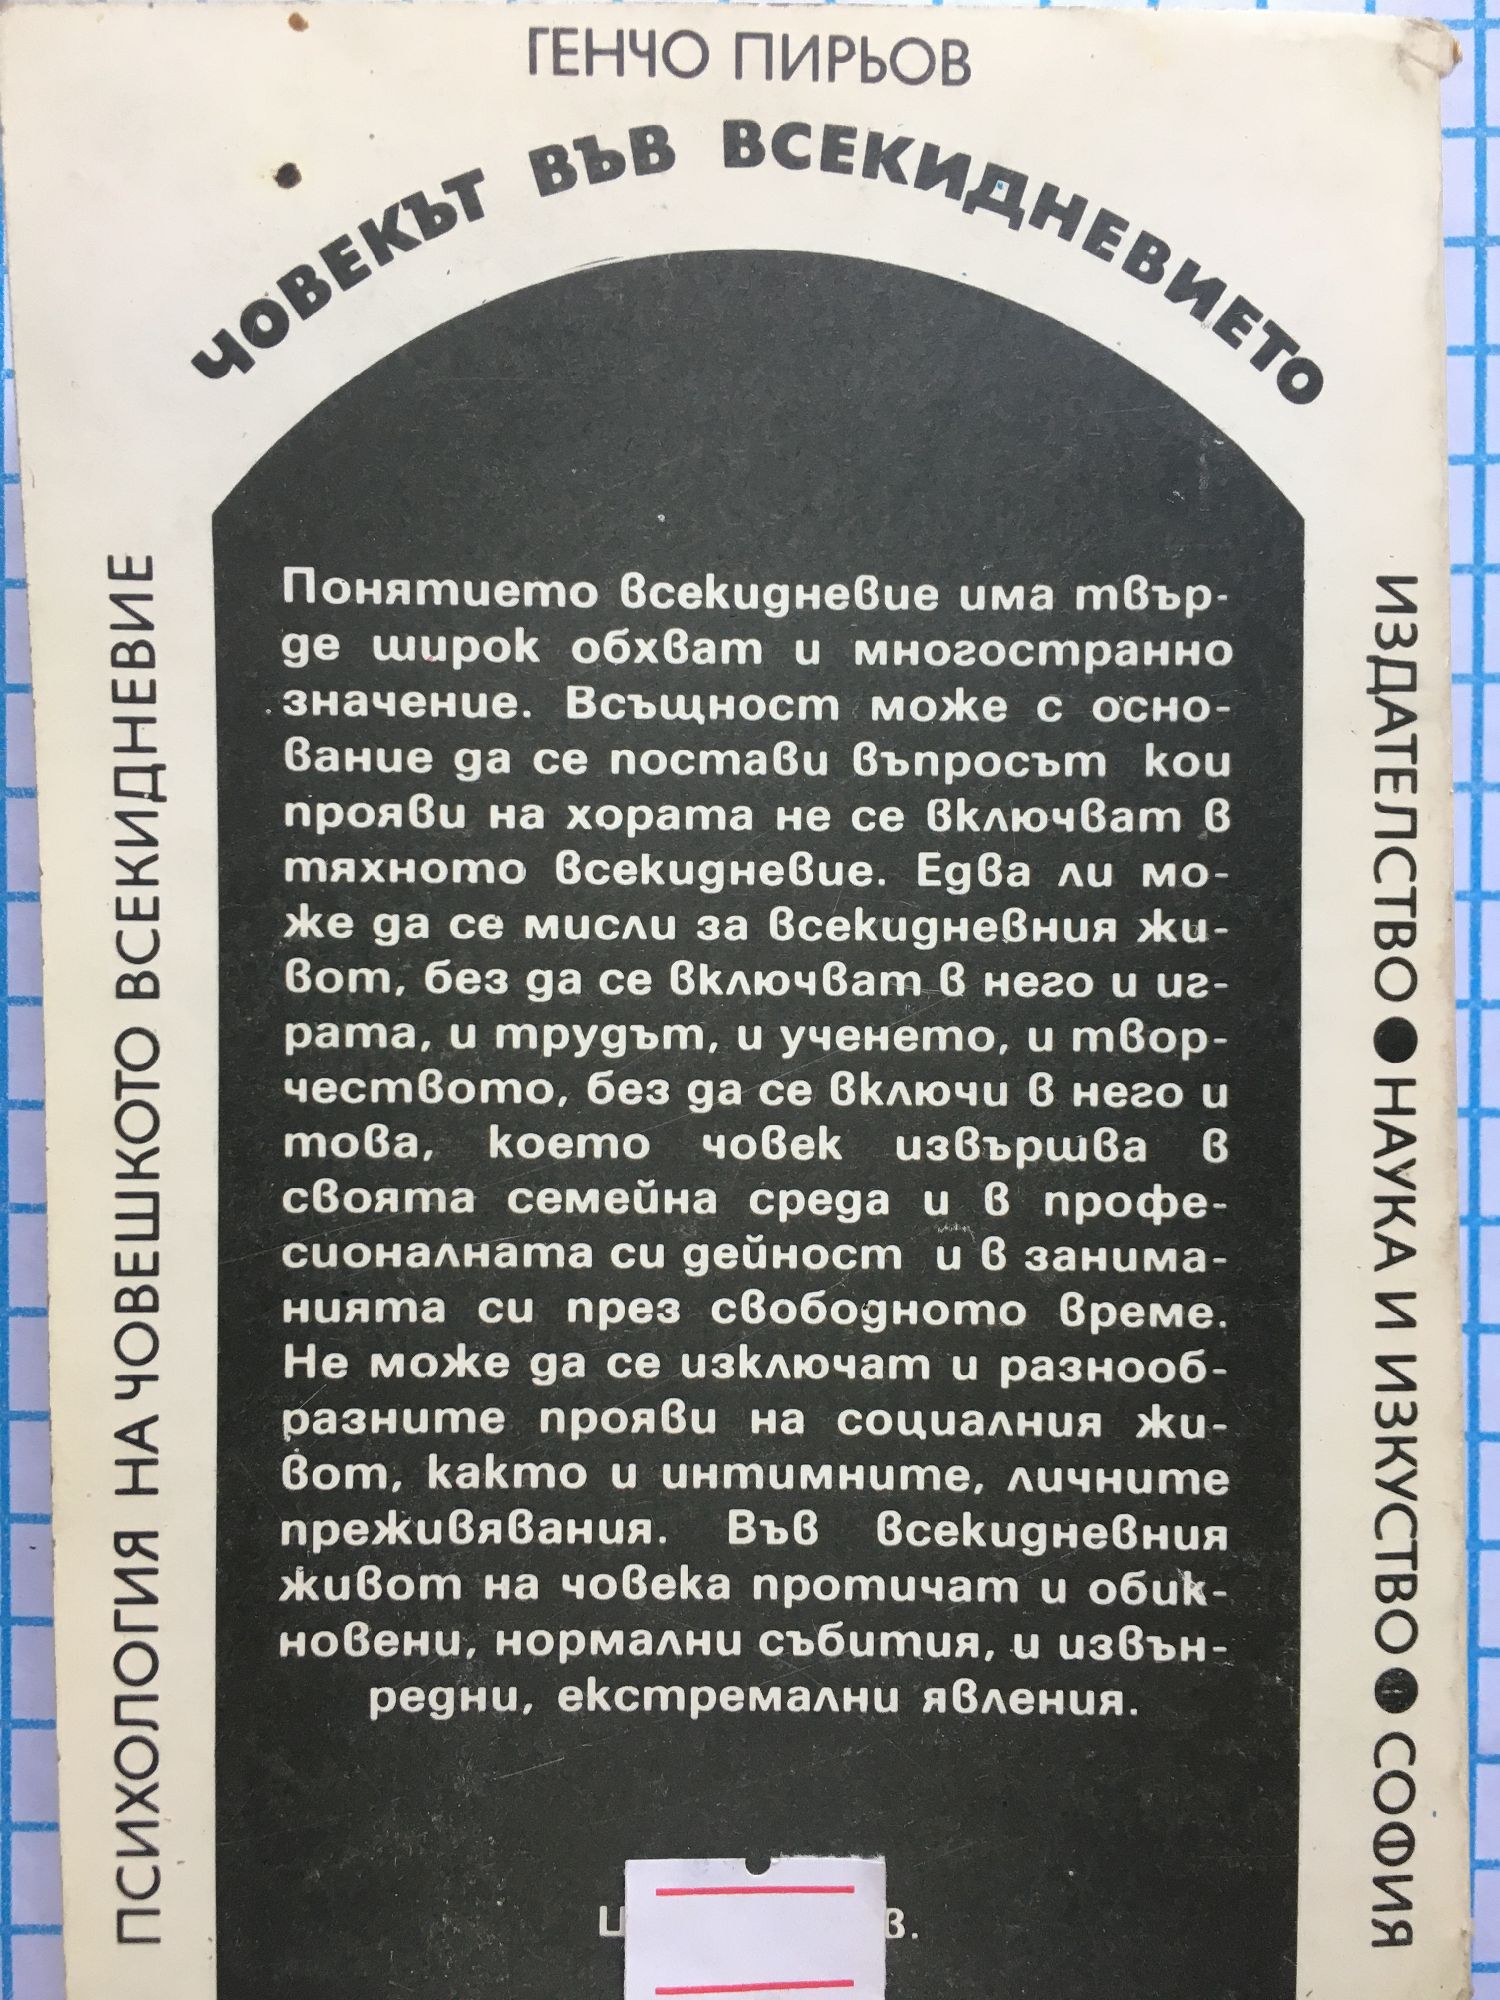 ГЕНЧО ПИРЬОВ
ЧОВЕКЪТ ВЪВ ВСЕКИДНЕВИЕТО
ПСИХОЛОГИЯ НА ЧОВЕШКОТО ВСЕКИДНЕВИЕ
Понятието всекидневие има твър-
де широк обхват и многостранно
значение. Всъщност може с осно-
вание да се постави въпросът кои
прояви на хората не се включват в
тяхното всекидневие. Едва ли мо-
же да се мисли за всекидневния жи-
вот, без да се включват в него и иг-
рата, и трудът, и ученето, и твор-
чеството, без да се включи в него и
това, което човек извършва в
своята семейна среда и в профе-
сионалната си дейност и в занима-
нията си през свободното време.
Не може да се изключат и разнооб-
разните прояви на социалния жи-
вот, както и интимните, личните
преживявания. Във всекидневния
живот на човека протичат и обик-
новени, нормални събития, и извън-
редни, екстремални явления.
ИЗДАТЕЛСТВО ● НАУКА И ИЗКУСТВО ● СОФИЯ